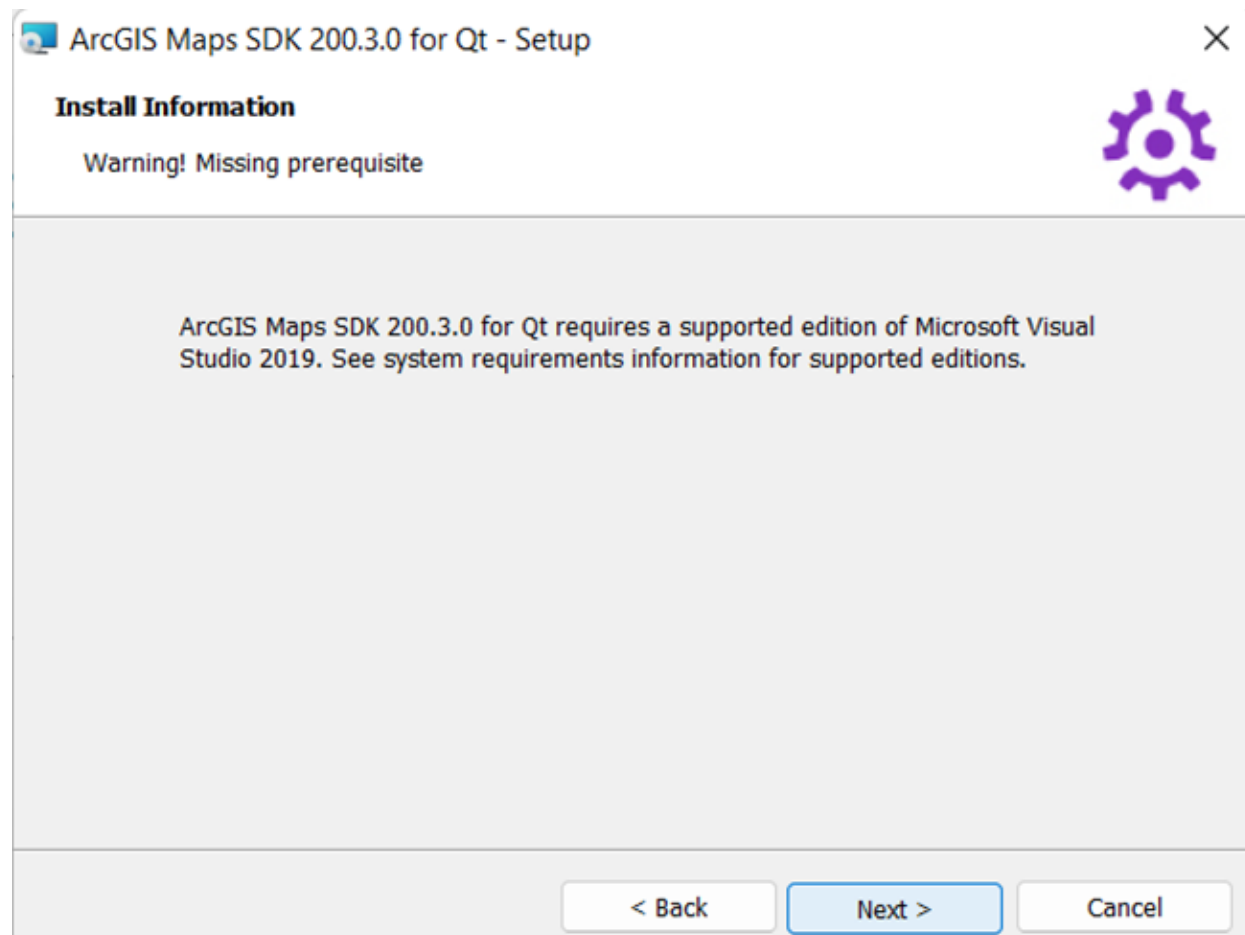 ArcGIS Maps SDK 200.3.0 for Qt - Setup
Install Information
Warning! Missing prerequisite
ArcGIS Maps SDK 200.3.0 for Qt requires a supported edition of Microsoft Visual
Studio 2019. See system requirements information for supported editions.
< Back Next > Cancel